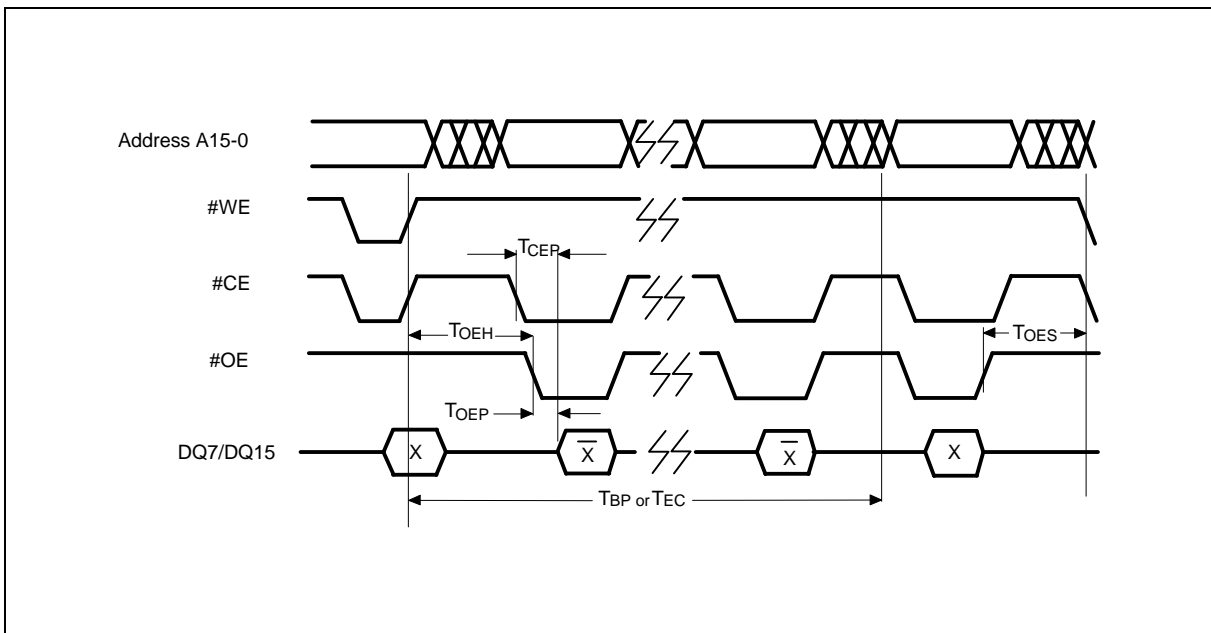 Address A15-0
#WE
TCEP
#CE
TOEH
TOES
#OE
TOEP
DQ7/DQ15 X X̅ X̅ X
TBP or TEC